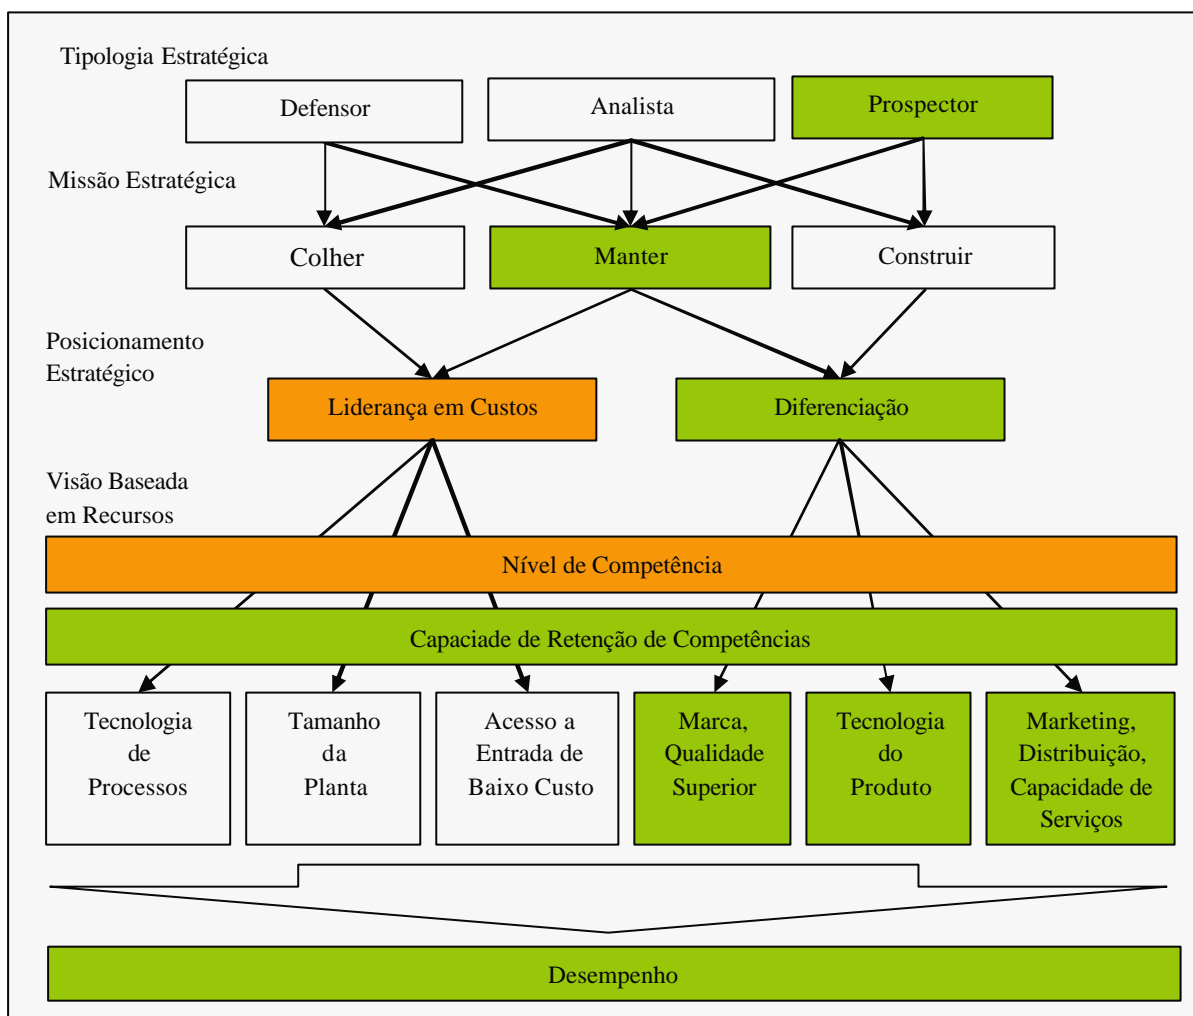 Tipologia Estratégica
Defensor
Analista
Prospector
Missão Estratégica
Colher
Manter
Construir
Posicionamento
Estratégico
Liderança em Custos
Diferenciação
Visão Baseada
em Recursos
Nível de Competência
Capaciade de Retenção de Competências
Tecnologia
de
Processos
Tamanho
da
Planta
Acesso a
Entrada de
Baixo Custo
Marca,
Qualidade
Superior
Tecnologia
do
Produto
Marketing,
Distribuição,
Capacidade de
Serviços
Desempenho